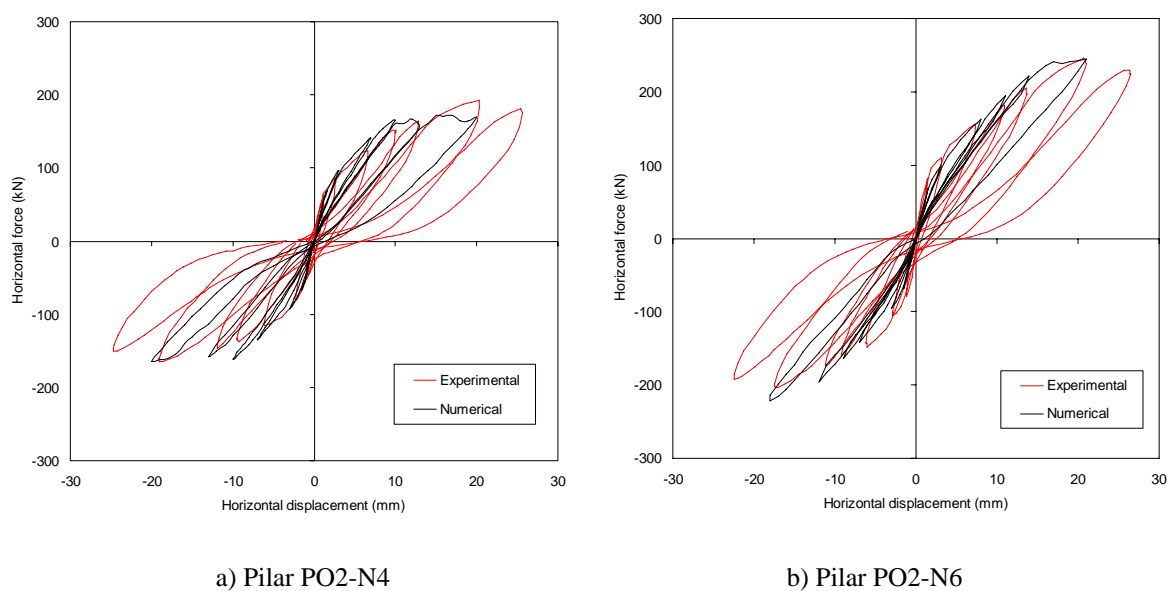 300
200
100
0
-100
-200
-300
-30 -20 -10 0 10 20 30
Horizontal displacement (mm)
Horizontal force (kN)
Experimental
Numerical
a) Pilar PO2-N4
300
200
100
0
-100
-200
-300
-30 -20 -10 0 10 20 30
Horizontal displacement (mm)
Horizontal force (kN)
Experimental
Numerical
b) Pilar PO2-N6